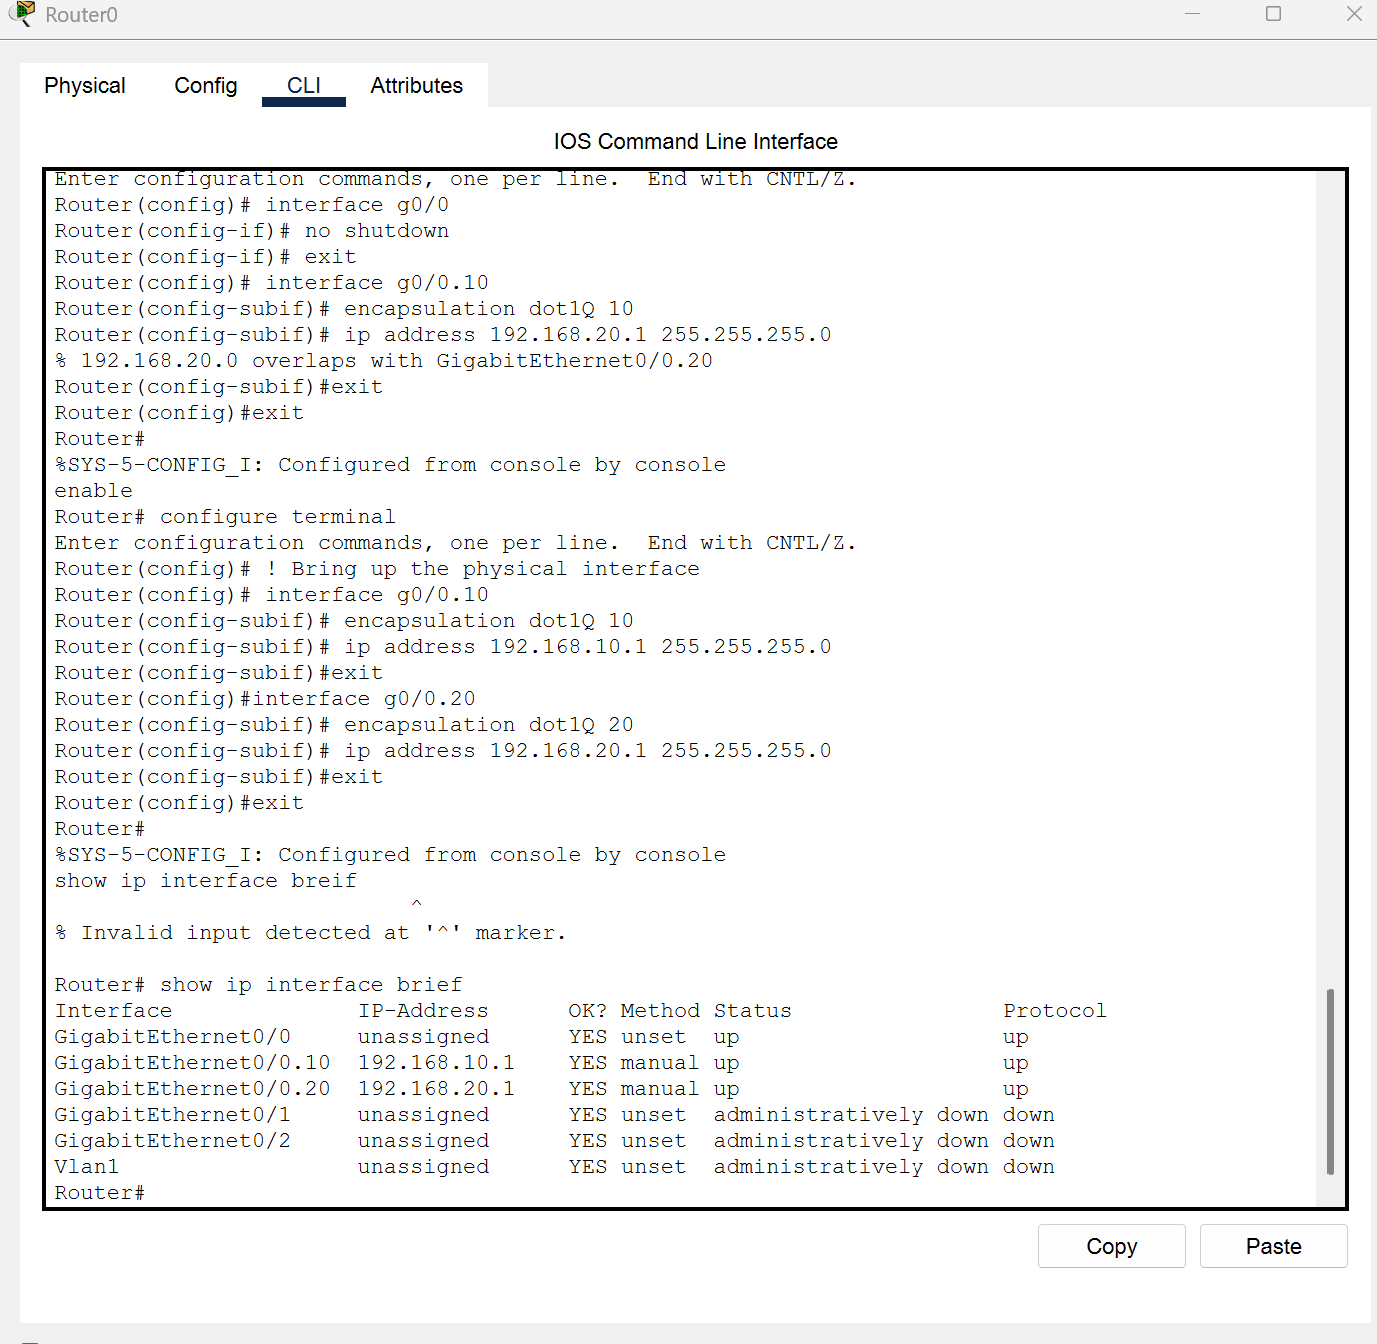 Router0
Physical Config CLI Attributes
IOS Command Line Interface
Enter configuration commands, one per line.  End with CNTL/Z.
Router(config)# interface g0/0
Router(config-if)# no shutdown
Router(config-if)# exit
Router(config)# interface g0/0.10
Router(config-subif)# encapsulation dot1Q 10
Router(config-subif)# ip address 192.168.20.1 255.255.255.0
% 192.168.20.0 overlaps with GigabitEthernet0/0.20
Router(config-subif)#exit
Router(config)#exit
Router#
%SYS-5-CONFIG_I: Configured from console by console
enable
Router# configure terminal
Enter configuration commands, one per line.  End with CNTL/Z.
Router(config)# ! Bring up the physical interface
Router(config)# interface g0/0.10
Router(config-subif)# encapsulation dot1Q 10
Router(config-subif)# ip address 192.168.10.1 255.255.255.0
Router(config-subif)#exit
Router(config)#interface g0/0.20
Router(config-subif)# encapsulation dot1Q 20
Router(config-subif)# ip address 192.168.20.1 255.255.255.0
Router(config-subif)#exit
Router(config)#exit
Router#
%SYS-5-CONFIG_I: Configured from console by console
show ip interface breif
^
% Invalid input detected at '^' marker.
Router# show ip interface brief
Interface              IP-Address      OK? Method Status                Protocol
GigabitEthernet0/0     unassigned      YES unset  up                    up
GigabitEthernet0/0.10  192.168.10.1    YES manual up                    up
GigabitEthernet0/0.20  192.168.20.1    YES manual up                    up
GigabitEthernet0/1     unassigned      YES unset  administratively down down
GigabitEthernet0/2     unassigned      YES unset  administratively down down
Vlan1                  unassigned      YES unset  administratively down down
Router#
Copy Paste